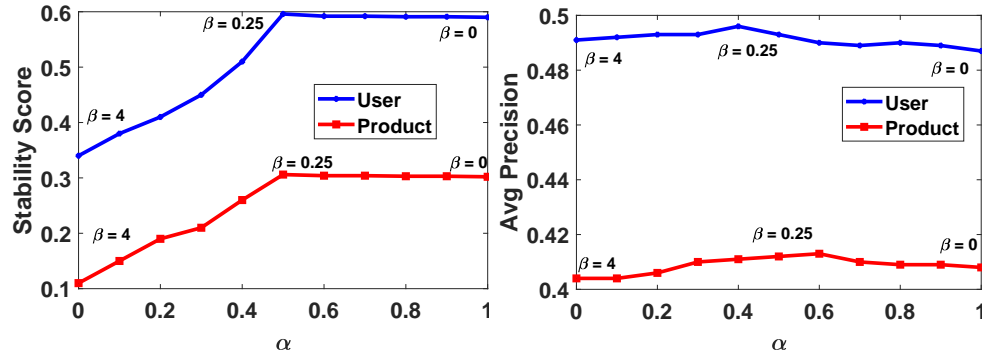 0.6
0.5
0.4
0.3
0.2
0.1
Stability Score
β = 0.25
β = 0
β = 4
User
Product
β = 0.25
β = 0
β = 4
0 0.2 0.4 0.6 0.8 1
α
0.5
0.48
0.46
0.44
0.42
0.4
Avg Precision
β = 4
β = 0.25
β = 0
User
Product
β = 0.25
β = 0
β = 4
0 0.2 0.4 0.6 0.8 1
α